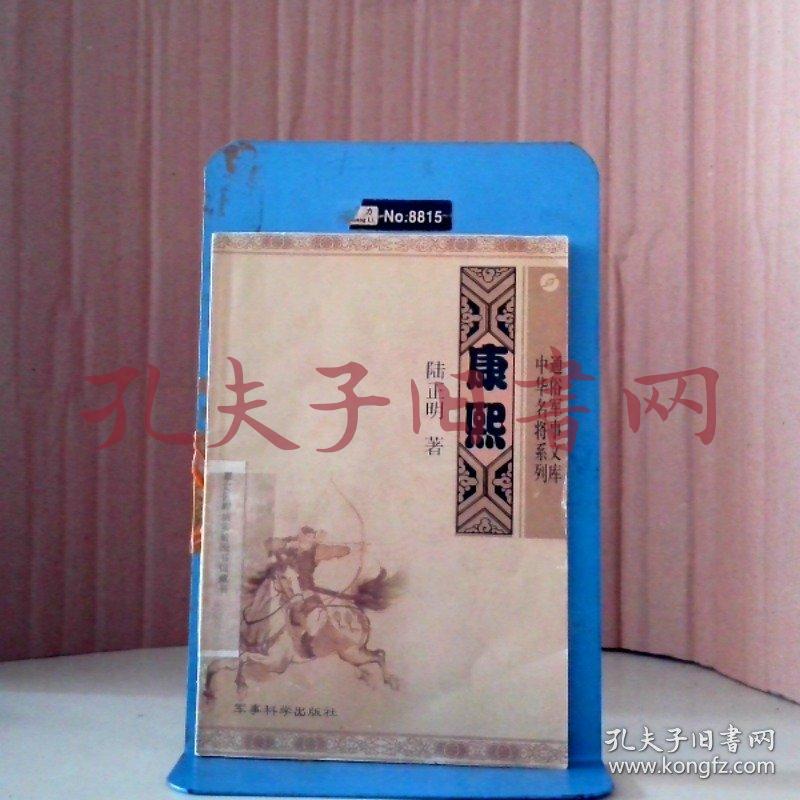 力
No.8815
通俗军事文库
中华名将系列
康熙
陆正明 著
军事科学出版社
孔夫子旧书网
孔夫子旧书网
www.kongfz.com